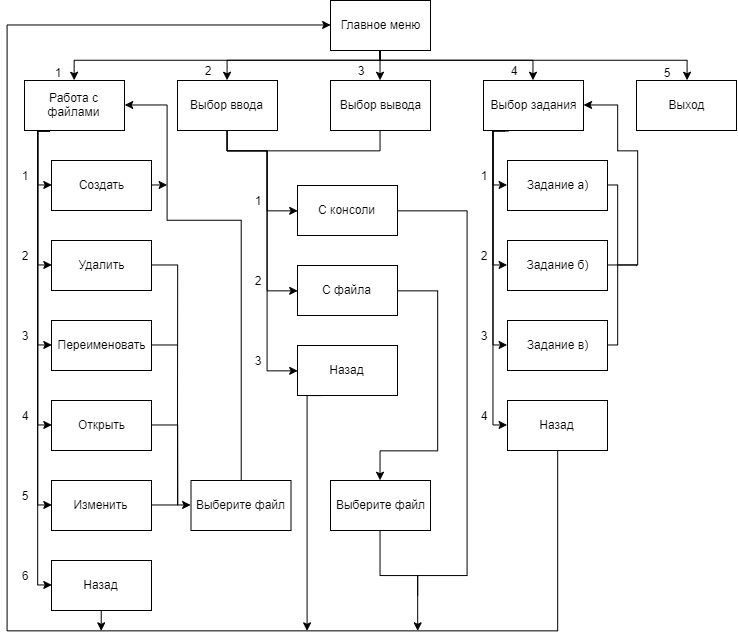 Главное меню
1
2
3
4
5
Работа с
файлами
Выбор ввода
Выбор вывода
Выбор задания
Выход
1
Создать
2
Удалить
3
Переименовать
4
Открыть
5
Изменить
6
Назад
Выберите файл
1
С консоли
2
С файла
3
Назад
Выберите файл
1
Задание а)
2
Задание б)
3
Задание в)
4
Назад